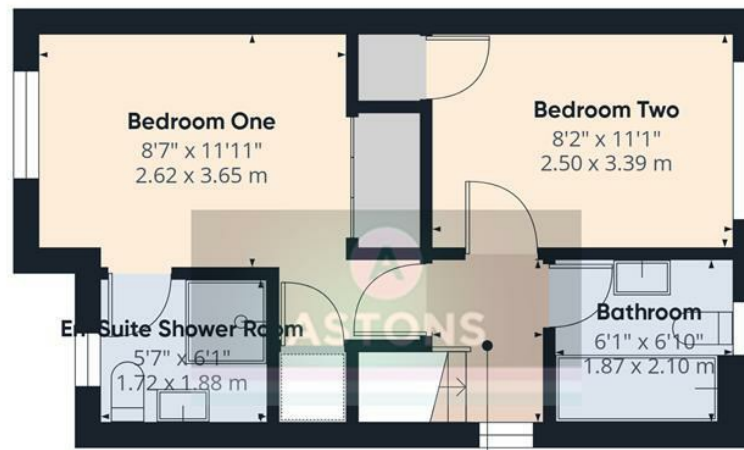 Bedroom One
8'7" x 11'11"
2.62 x 3.65 m
Bedroom Two
8'2" x 11'1"
2.50 x 3.39 m
A
ASTONS
En Suite Shower Room
5'7" x 6'1"
1.72 x 1.88 m
Bathroom
6'1" x 6'10"
1.87 x 2.10 m